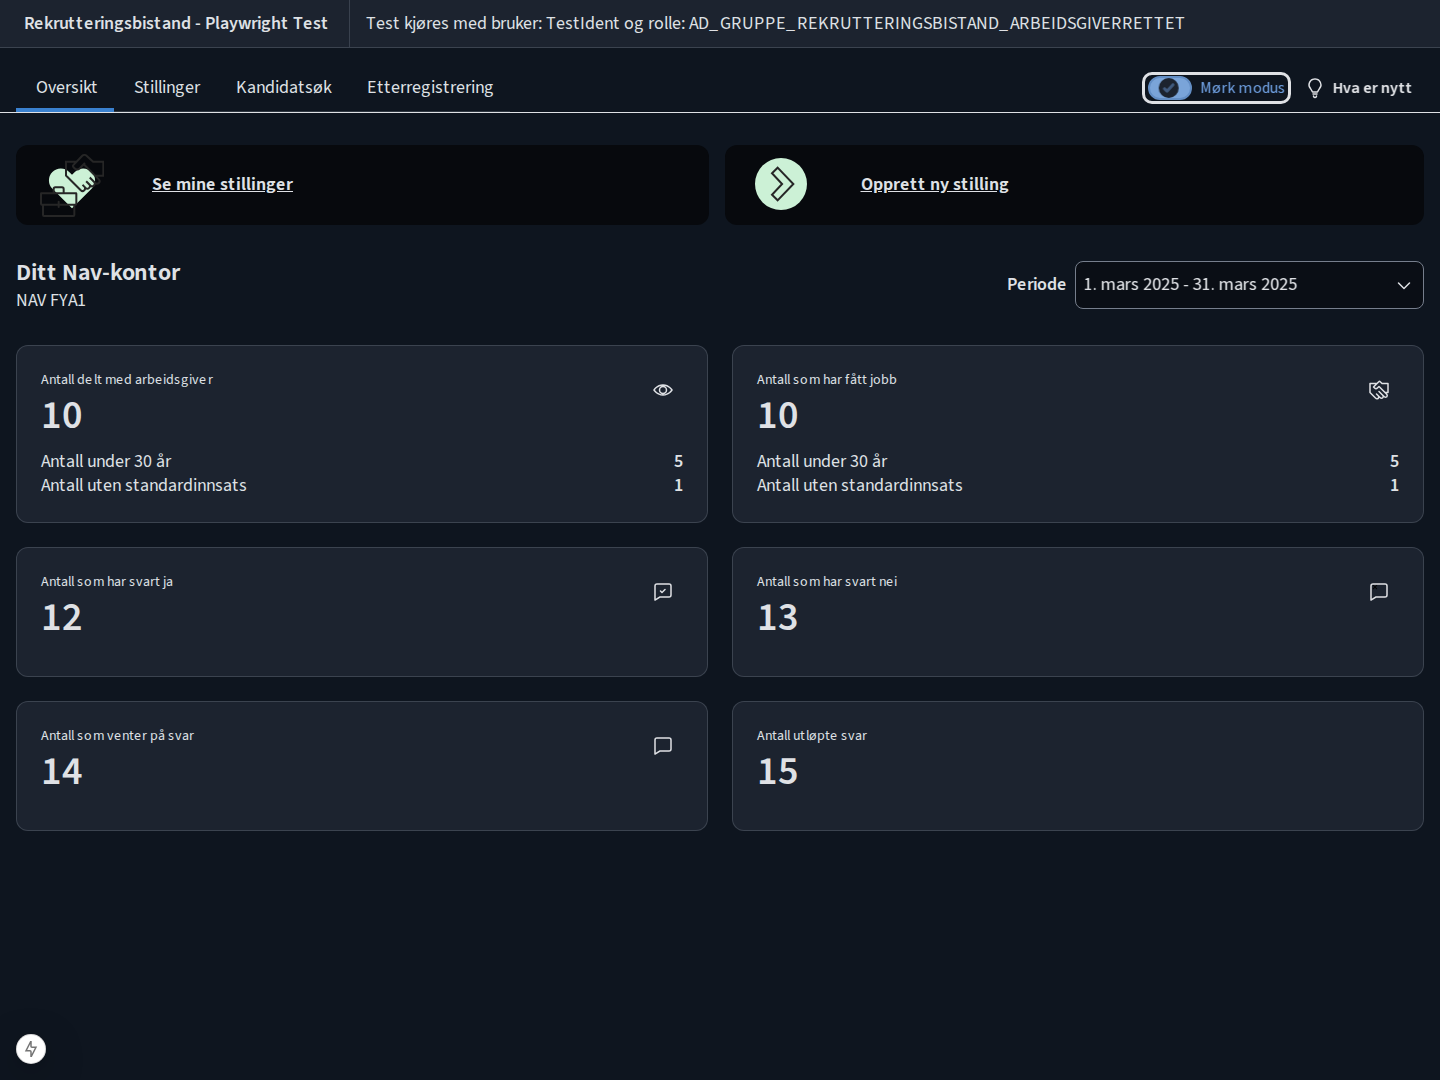 Rekrutteringsbistand - Playwright Test
Test kjøres med bruker: TestIdent og rolle: AD_GRUPPE_REKRUTTERINGSBISTAND_ARBEIDSGIVERRETTET
Oversikt
Stillinger
Kandidatsøk
Etterregistrering
Mørk modus
Hva er nytt
Se mine stillinger
Opprett ny stilling
Ditt Nav-kontor
NAV FYA1
Periode
1. mars 2025 - 31. mars 2025
Antall delt med arbeidsgiver
10
Antall under 30 år 5
Antall uten standardinnsats 1
Antall som har fått jobb
10
Antall under 30 år 5
Antall uten standardinnsats 1
Antall som har svart ja
12
Antall som har svart nei
13
Antall som venter på svar
14
Antall utløpte svar
15